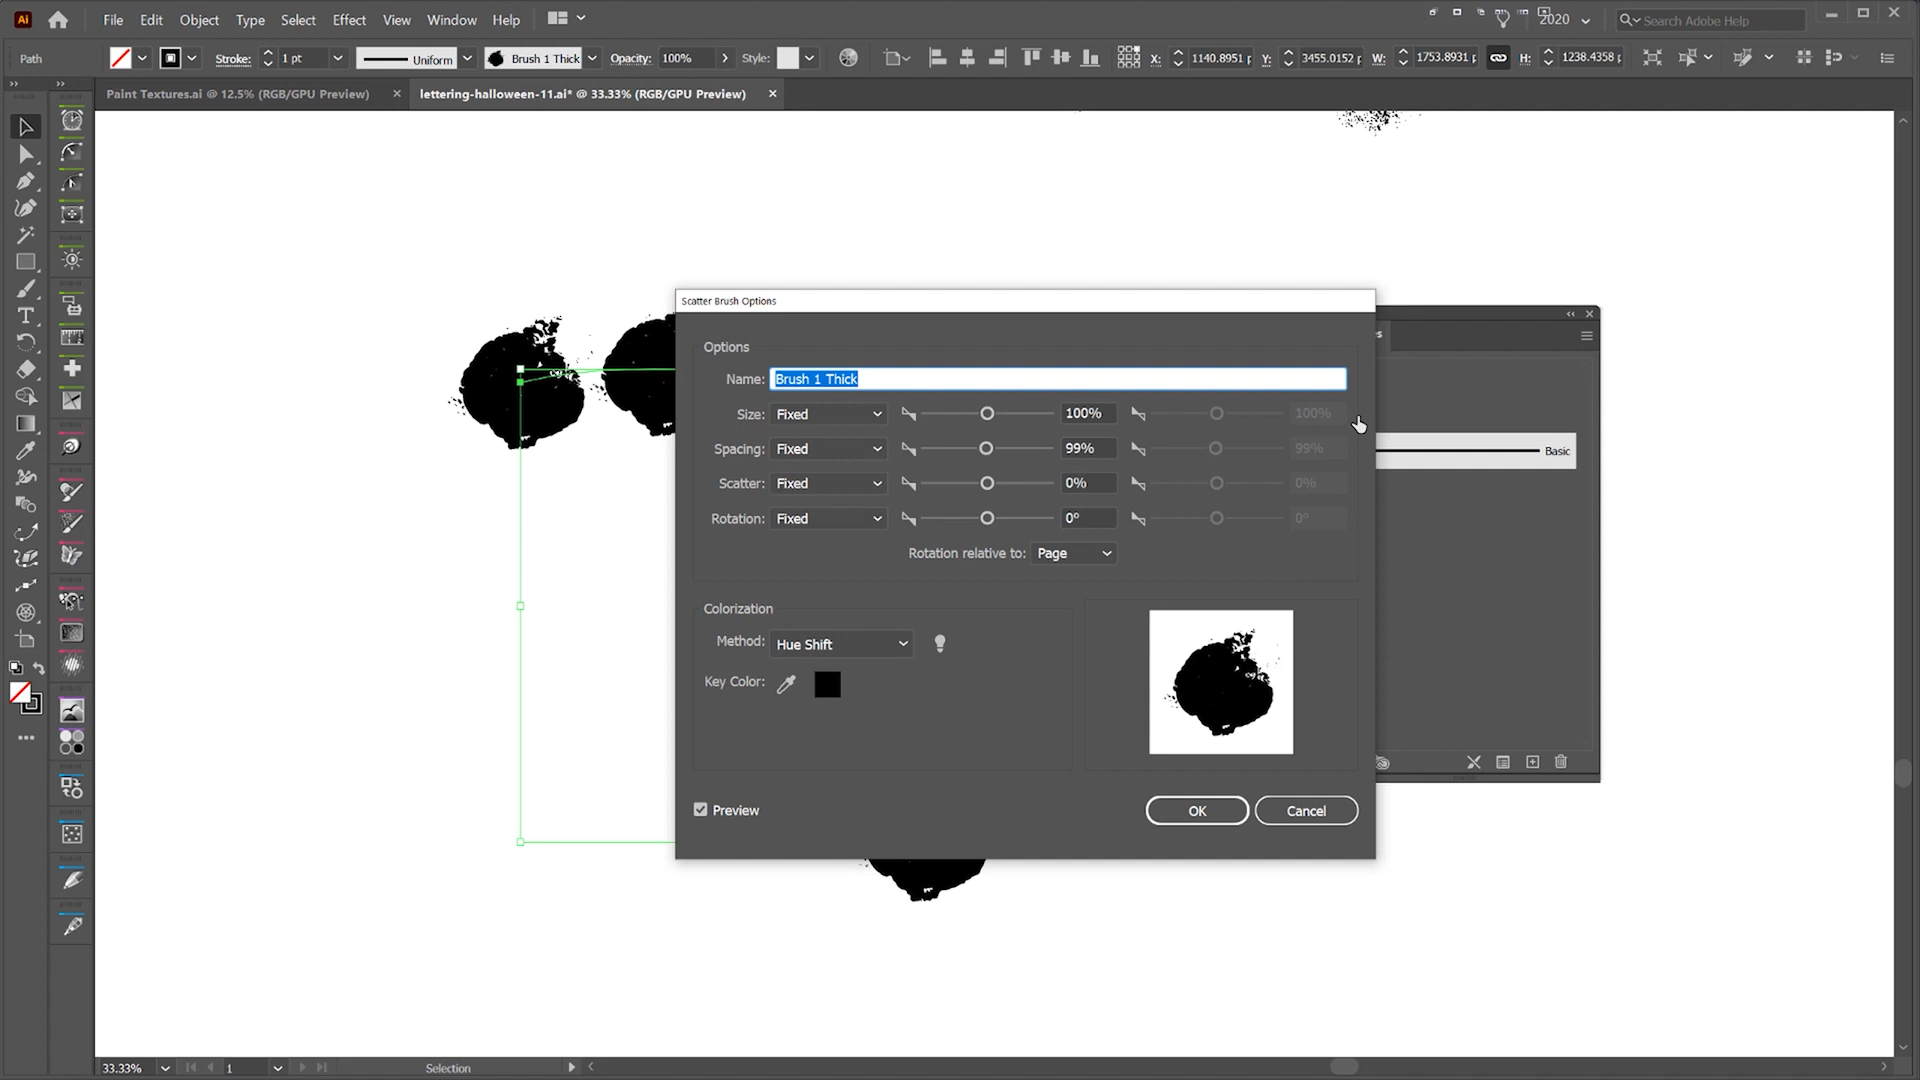 Ai File Edit Object Type Select Effect View Window Help 2020 Search Adobe Help
Path Stroke: 1 pt Uniform Brush 1 Thick Opacity: 100% Style: X: 1140.8951 p Y: 3455.0152 p W: 1753.8931 p H: 1238.4358 p
Paint Textures.ai @ 12.5% (RGB/GPU Preview) lettering-halloween-11.ai* @ 33.33% (RGB/GPU Preview)
Scatter Brush Options
Options
Name: Brush 1 Thick
Size: Fixed 100% 100%
Spacing: Fixed 99% 99%
Basic
Scatter: Fixed 0% 0%
Rotation: Fixed 0° 0°
Rotation relative to: Page
Colorization
Method: Hue Shift
Key Color:
Preview OK Cancel
33.33% 1 Selection